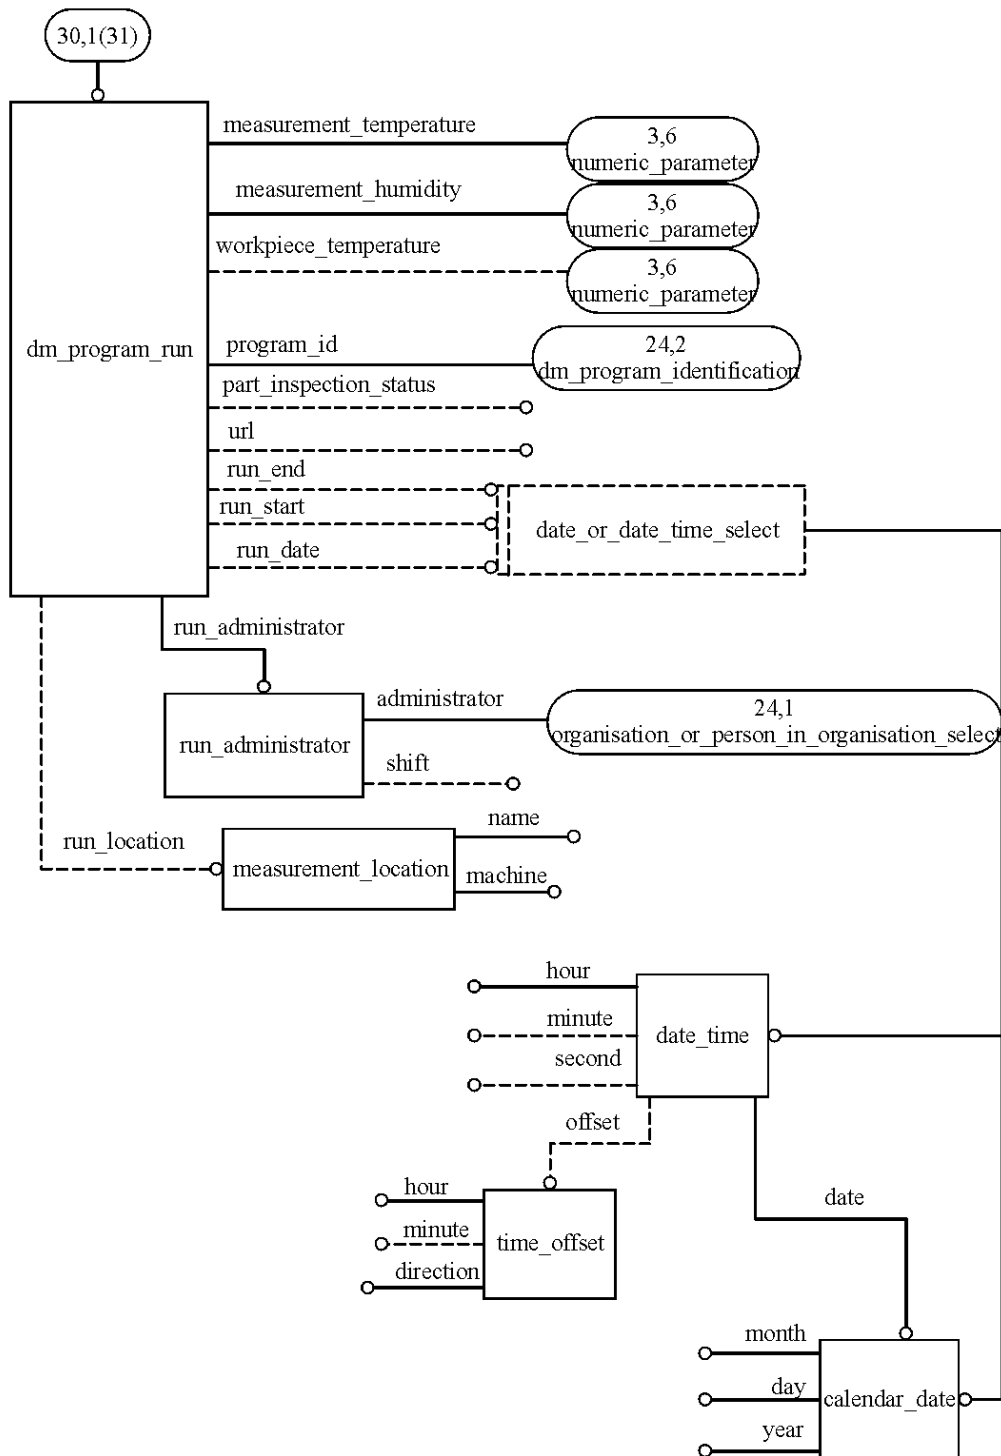 30,1(31)
measurement_temperature
3,6
numeric_parameter
measurement_humidity
3,6
numeric_parameter
workpiece_temperature
3,6
numeric_parameter
dm_program_run
program_id
24,2
dm_program_identification
part_inspection_status
url
run_end
run_start
date_or_date_time_select
run_date
run_administrator
administrator
24,1
organisation_or_person_in_organisation_select
run_administrator
shift
name
run_location
measurement_location
machine
hour
minute
date_time
second
offset
hour
date
minute
time_offset
direction
month
day
calendar_date
year